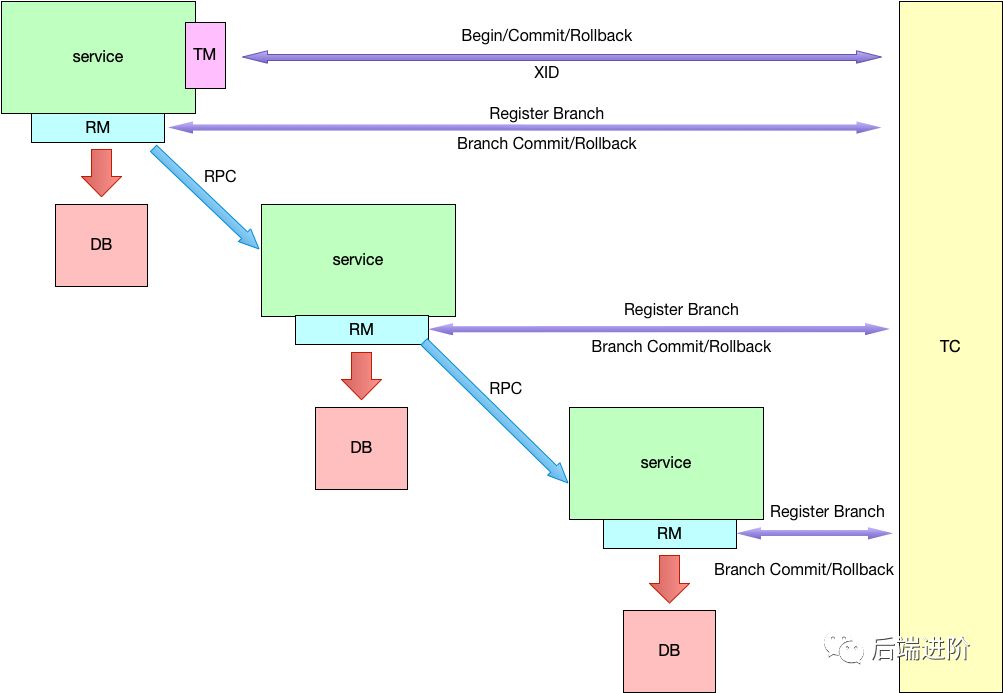 service
TM
Begin/Commit/Rollback
XID
RM
Register Branch
Branch Commit/Rollback
RPC
DB
service
RM
Register Branch
Branch Commit/Rollback
TC
RPC
DB
service
RM
Register Branch
Branch Commit/Rollback
DB
后端进阶